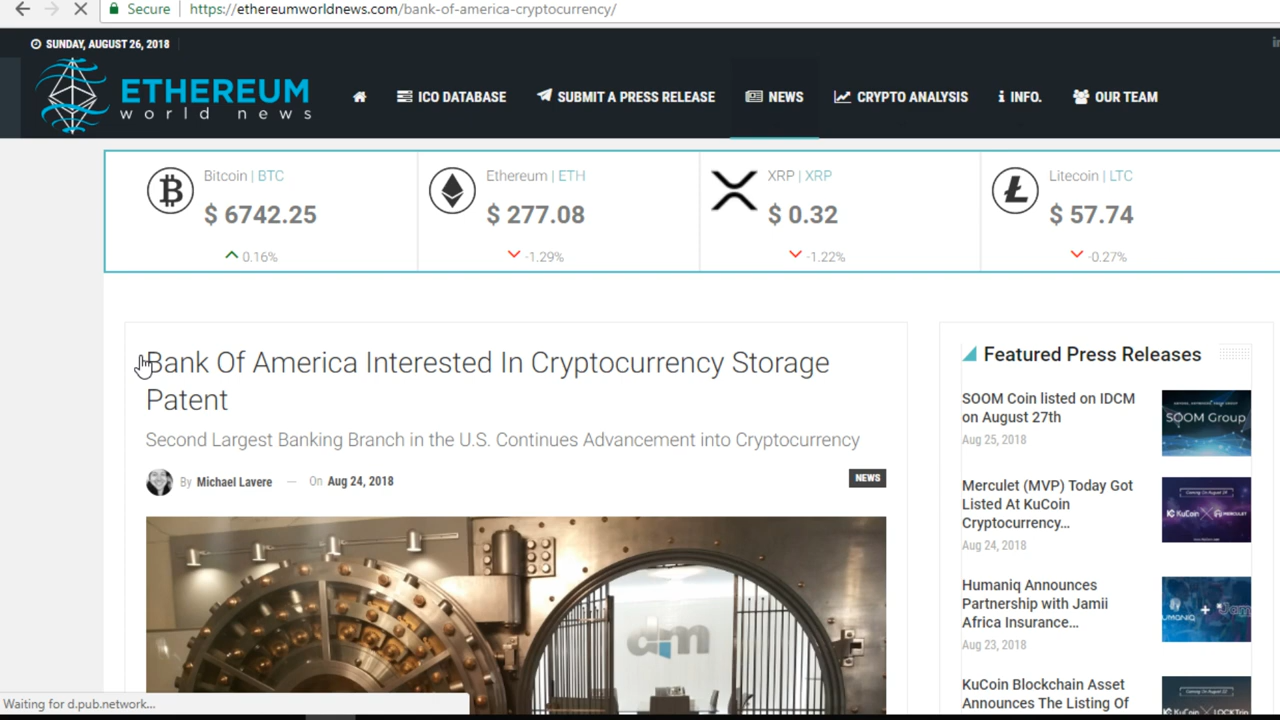 Secure https://ethereumworldnews.com/bank-of-america-cryptocurrency/
SUNDAY, AUGUST 26, 2018
ETHEREUM
world news
ICO DATABASE SUBMIT A PRESS RELEASE NEWS CRYPTO ANALYSIS INFO. OUR TEAM
Bitcoin | BTC
$ 6742.25
0.16%
Ethereum | ETH
$ 277.08
-1.29%
XRP | XRP
$ 0.32
-1.22%
Litecoin | LTC
$ 57.74
-0.27%
Bank Of America Interested In Cryptocurrency Storage
Patent
Second Largest Banking Branch in the U.S. Continues Advancement into Cryptocurrency
By Michael Lavere — On Aug 24, 2018
NEWS
dm
Featured Press Releases
SOOM Coin listed on IDCM
on August 27th
Aug 25, 2018
SOOM Group
Merculet (MVP) Today Got
Listed At KuCoin
Cryptocurrency...
Aug 24, 2018
KuCoin X MERCULET
Humaniq Announces
Partnership with Jamii
Africa Insurance...
Aug 23, 2018
KuCoin Blockchain Asset
Announces The Listing Of
Waiting for d.pub.network...